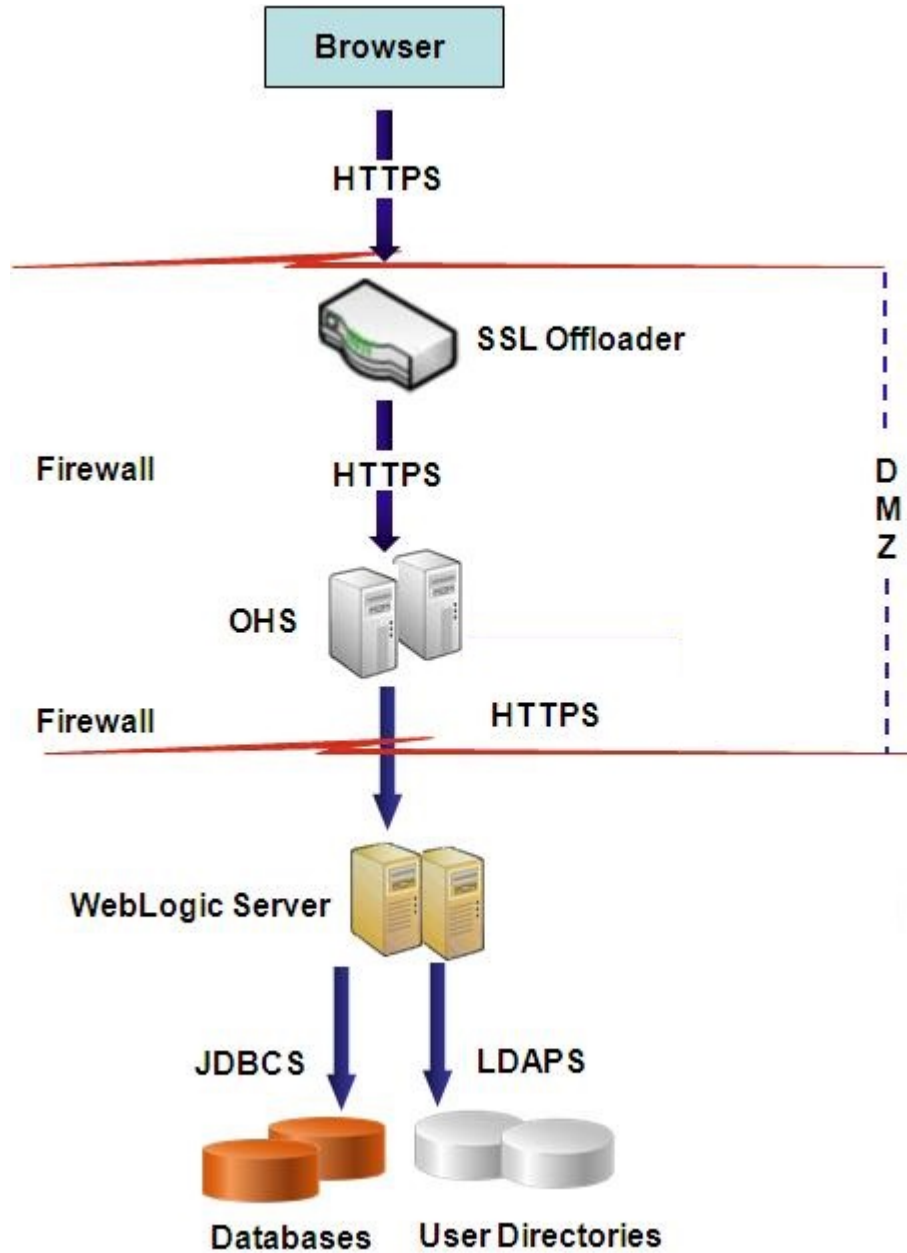 Browser
HTTPS
SSL Offloader
Firewall
HTTPS
D
M
Z
OHS
Firewall
HTTPS
WebLogic Server
JDBCS
LDAPS
Databases
User Directories